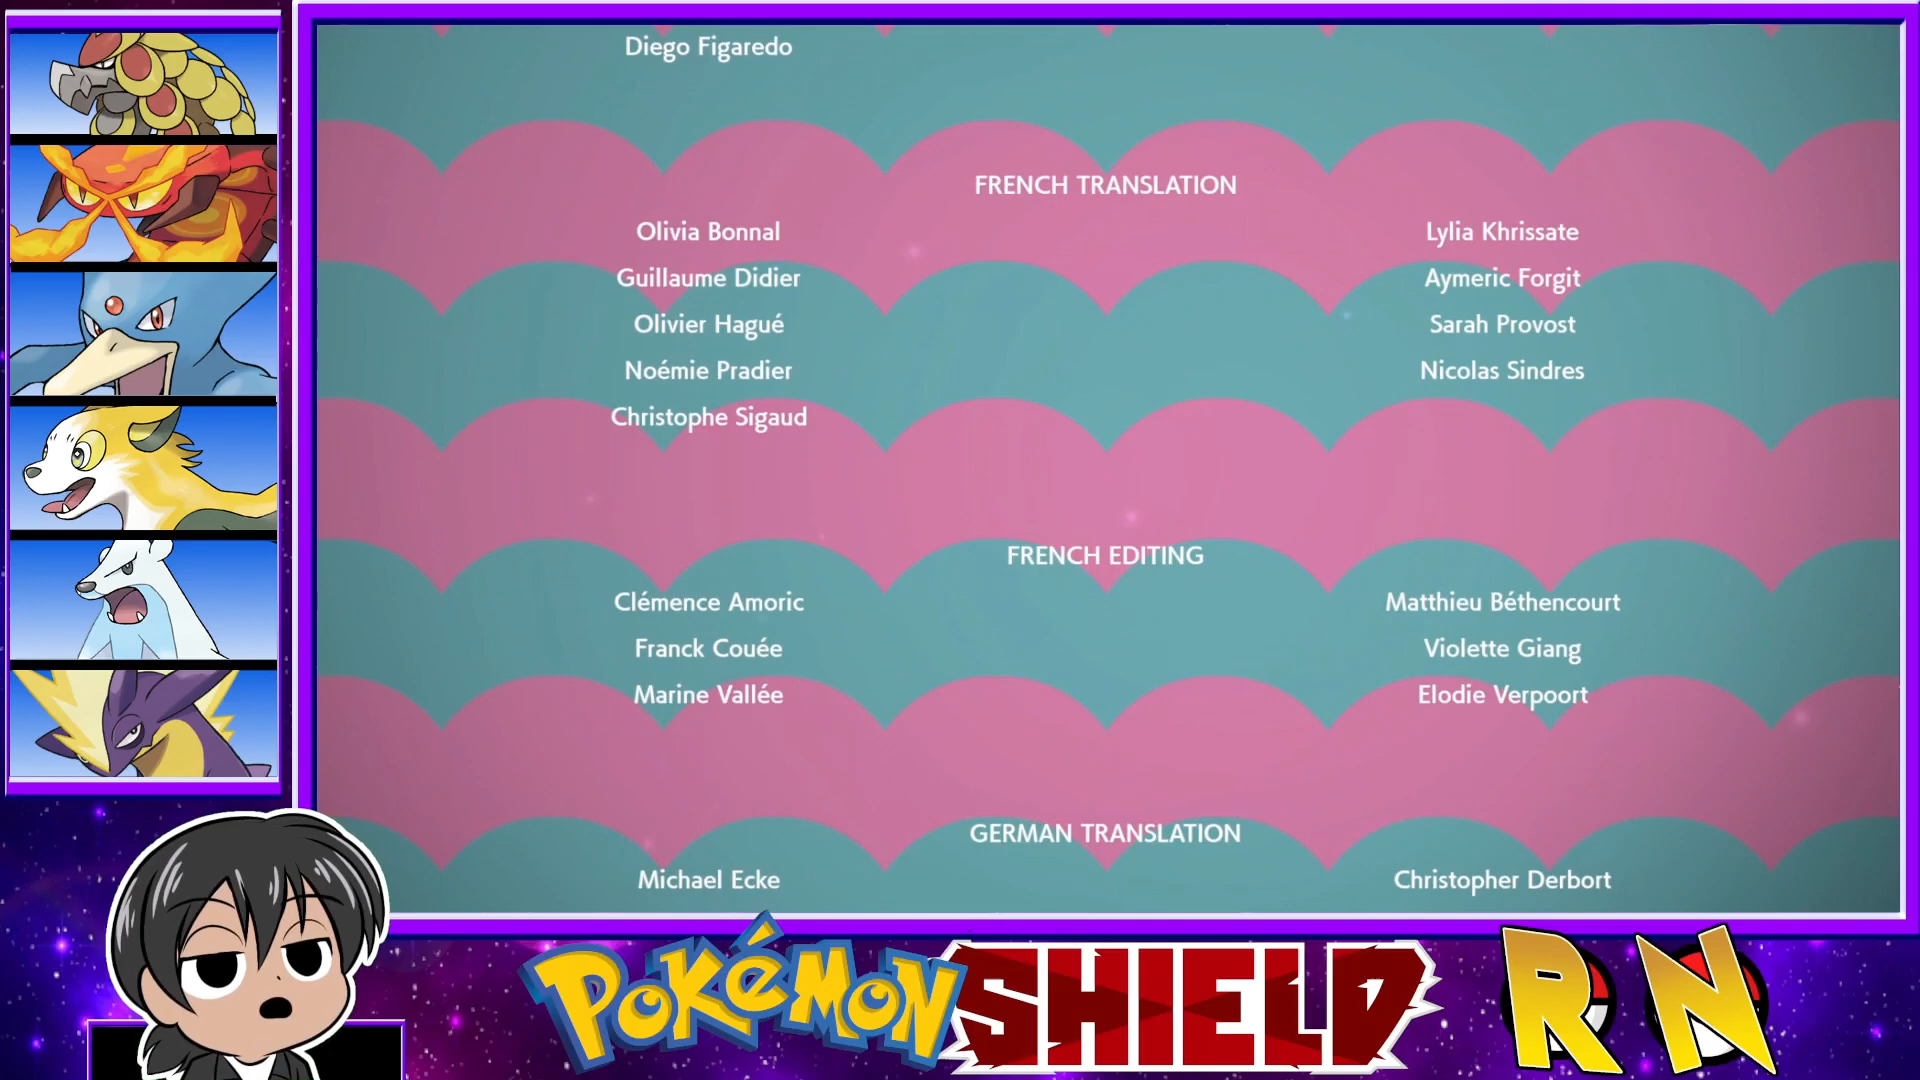 Diego Figaredo
FRENCH TRANSLATION
Olivia Bonnal Lylia Khrissate
Guillaume Didier Aymeric Forgit
Olivier Hagué Sarah Provost
Noémie Pradier Nicolas Sindres
Christophe Sigaud
FRENCH EDITING
Clémence Amoric Matthieu Béthencourt
Franck Couée Violette Giang
Marine Vallée Elodie Verpoort
GERMAN TRANSLATION
Michael Ecke Christopher Derbort
POKéMON SHIELD RN